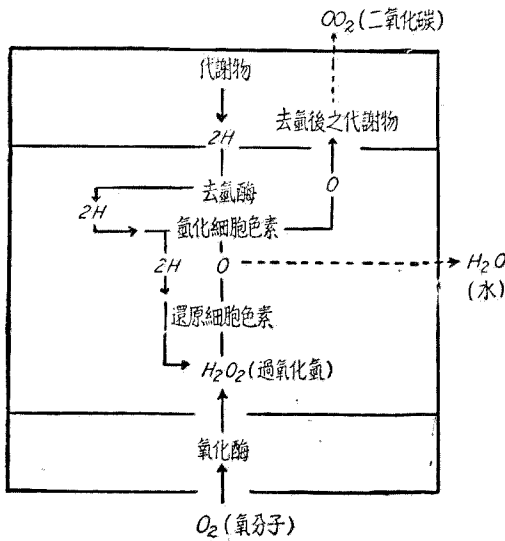 CO₂(二氧化碳)
代謝物
去氫後之代謝物
2H
O
去氫酶
2H
氫化細胞色素
2H
O
H₂O
(水)
還原細胞色素
H₂O₂(過氧化氫)
氧化酶
O₂(氧分子)